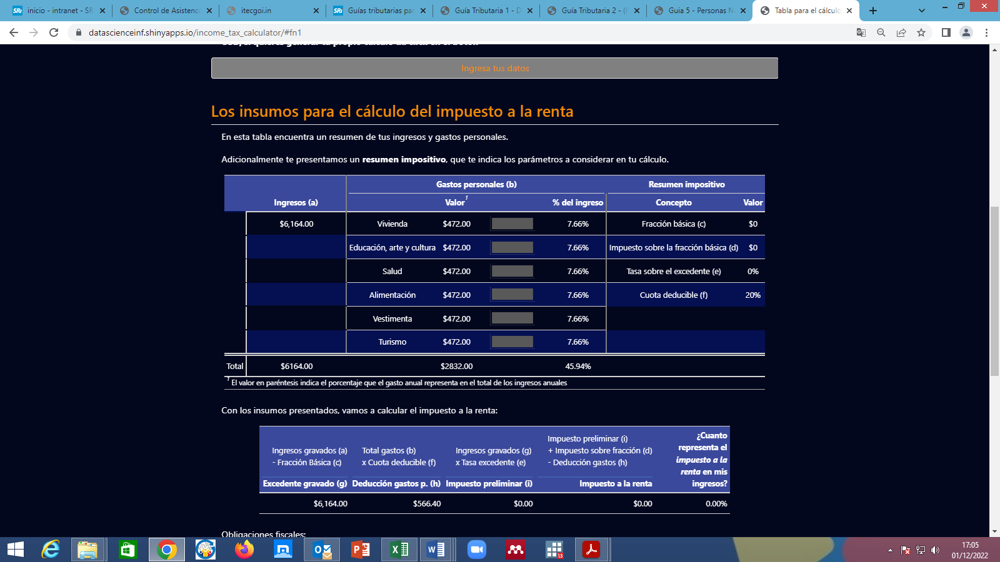 inicio - intranet - SR
Control de Asistenci
itecgoi.in
Guías tributarias par
Guía Tributaria 1 - D
Guía Tributaria 2 - (I
Guia 5 - Personas N
Tabla para el cálculo
datascienceinf.shinyapps.io/income_tax_calculator/#fn1
Ingresa tus datos
Los insumos para el cálculo del impuesto a la renta
En esta tabla encuentra un resumen de tus ingresos y gastos personales.
Adicionalmente te presentamos un resumen impositivo, que te indica los parámetros a considerar en tu cálculo.
Gastos personales (b) Resumen impositivo
Ingresos (a) Valor1 % del ingreso Concepto Valor
$6,164.00 Vivienda $472.00 7.66% Fracción básica (c) $0
Educación, arte y cultura $472.00 7.66% Impuesto sobre la fracción básica (d) $0
Salud $472.00 7.66% Tasa sobre el excedente (e) 0%
Alimentación $472.00 7.66% Cuota deducible (f) 20%
Vestimenta $472.00 7.66%
Turismo $472.00 7.66%
Total $6164.00 $2832.00 45.94%
1 El valor en paréntesis indica el porcentaje que el gasto anual representa en el total de los ingresos anuales
Con los insumos presentados, vamos a calcular el impuesto a la renta:
Ingresos gravados (a)
- Fracción Básica (c)
Excedente gravado (g)
Total gastos (b)
x Cuota deducible (f)
Deducción gastos p. (h)
Ingresos gravados (g)
x Tasa excedente (e)
Impuesto preliminar (i)
Impuesto preliminar (i)
+ Impuesto sobre fracción (d)
- Deducción gastos (h)
Impuesto a la renta
¿Cuanto
representa el
impuesto a la
renta en mis
ingresos?
$6,164.00 $566.40 $0.00 $0.00 0.00%
Obligaciones fiscales:
17:05
01/12/2022